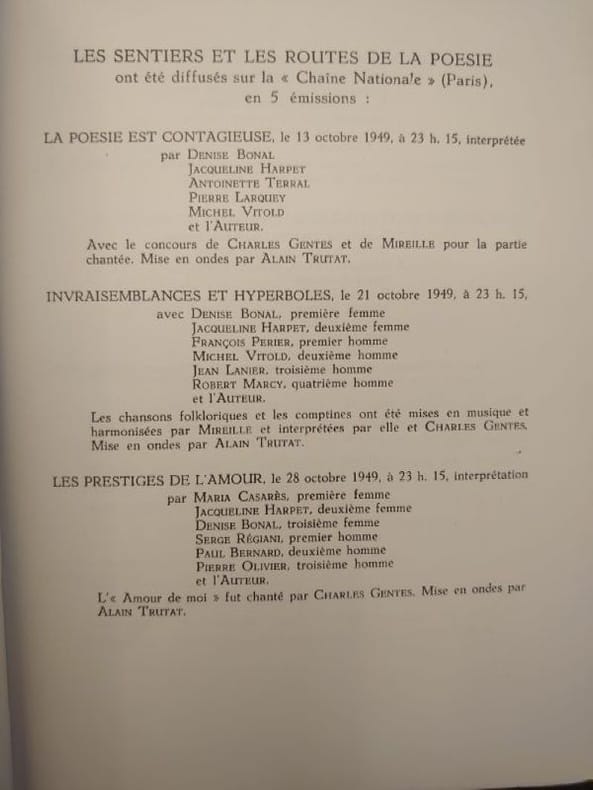 LES SENTIERS ET LES ROUTES DE LA POESIE
ont été diffusés sur la « Chaîne Nationale » (Paris),
en 5 émissions :
LA POESIE EST CONTAGIEUSE, le 13 octobre 1949, à 23 h. 15, interprétée
par DENISE BONAL
JACQUELINE HARPET
ANTOINETTE TERRAL
PIERRE LARQUEY
MICHEL VITOLD
et l'AUTEUR.
Avec le concours de CHARLES GENTES et de MIREILLE pour la partie
chantée. Mise en ondes par ALAIN TRUTAT.
INVRAISEMBLANCES ET HYPERBOLES, le 21 octobre 1949, à 23 h. 15,
avec DENISE BONAL, première femme
JACQUELINE HARPET, deuxième femme
FRANÇOIS PERIER, premier homme
MICHEL VITOLD, deuxième homme
JEAN LANIER, troisième homme
ROBERT MARCY, quatrième homme
et l'AUTEUR.
Les chansons folkloriques et les comptines ont été mises en musique et
harmonisées par MIREILLE et interprétées par elle et CHARLES GENTES.
Mise en ondes par ALAIN TRUTAT.
LES PRESTIGES DE L'AMOUR, le 28 octobre 1949, à 23 h. 15, interprétation
par MARIA CASARÈS, première femme
JACQUELINE HARPET, deuxième femme
DENISE BONAL, troisième femme
SERGE RÉGIANI, premier homme
PAUL BERNARD, deuxième homme
PIERRE OLIVIER, troisième homme
et l'AUTEUR.
L'« Amour de moi » fut chanté par CHARLES GENTES. Mise en ondes par
ALAIN TRUTAT.